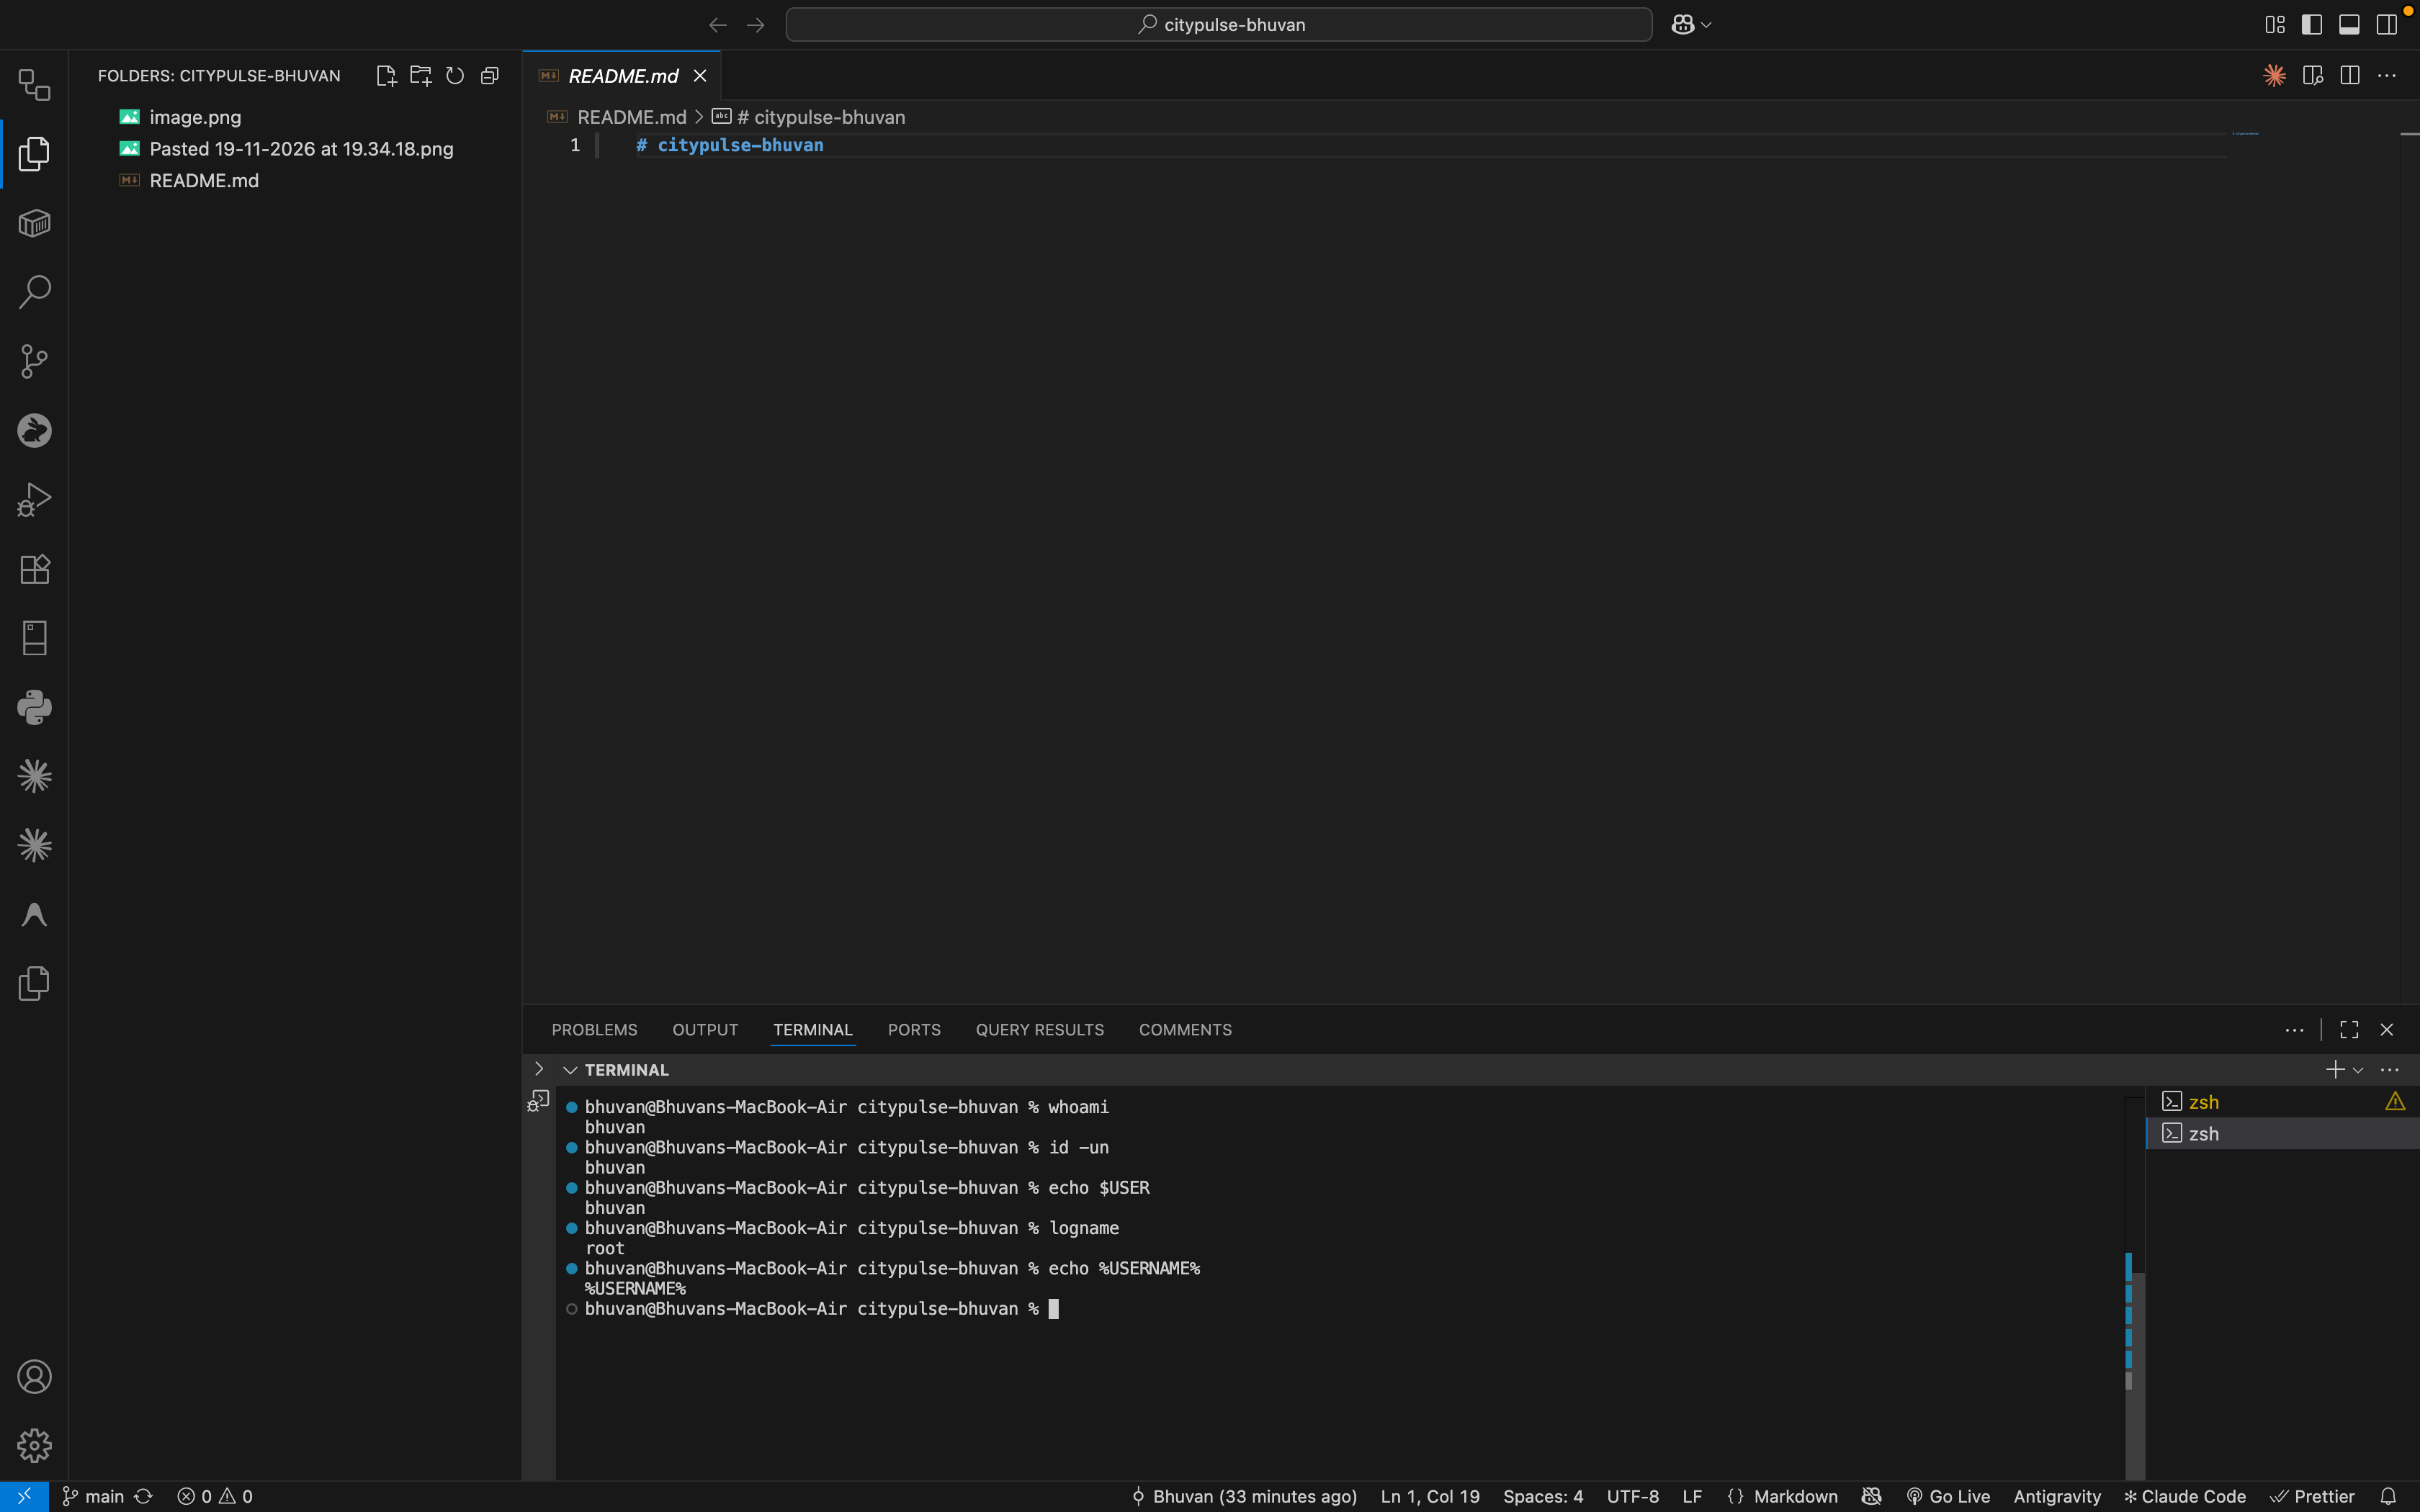 citypulse-bhuvan
FOLDERS: CITYPULSE-BHUVAN
image.png
Pasted 19-11-2026 at 19.34.18.png
README.md
README.md
README.md > # citypulse-bhuvan
1 # citypulse-bhuvan
PROBLEMS OUTPUT TERMINAL PORTS QUERY RESULTS COMMENTS
TERMINAL
bhuvan@Bhuvans-MacBook-Air citypulse-bhuvan % whoami
bhuvan
bhuvan@Bhuvans-MacBook-Air citypulse-bhuvan % id -un
bhuvan
bhuvan@Bhuvans-MacBook-Air citypulse-bhuvan % echo $USER
bhuvan
bhuvan@Bhuvans-MacBook-Air citypulse-bhuvan % logname
root
bhuvan@Bhuvans-MacBook-Air citypulse-bhuvan % echo %USERNAME%
%USERNAME%
bhuvan@Bhuvans-MacBook-Air citypulse-bhuvan %
zsh
zsh
main 0 0 Bhuvan (33 minutes ago) Ln 1, Col 19 Spaces: 4 UTF-8 LF {} Markdown Go Live Antigravity Claude Code Prettier